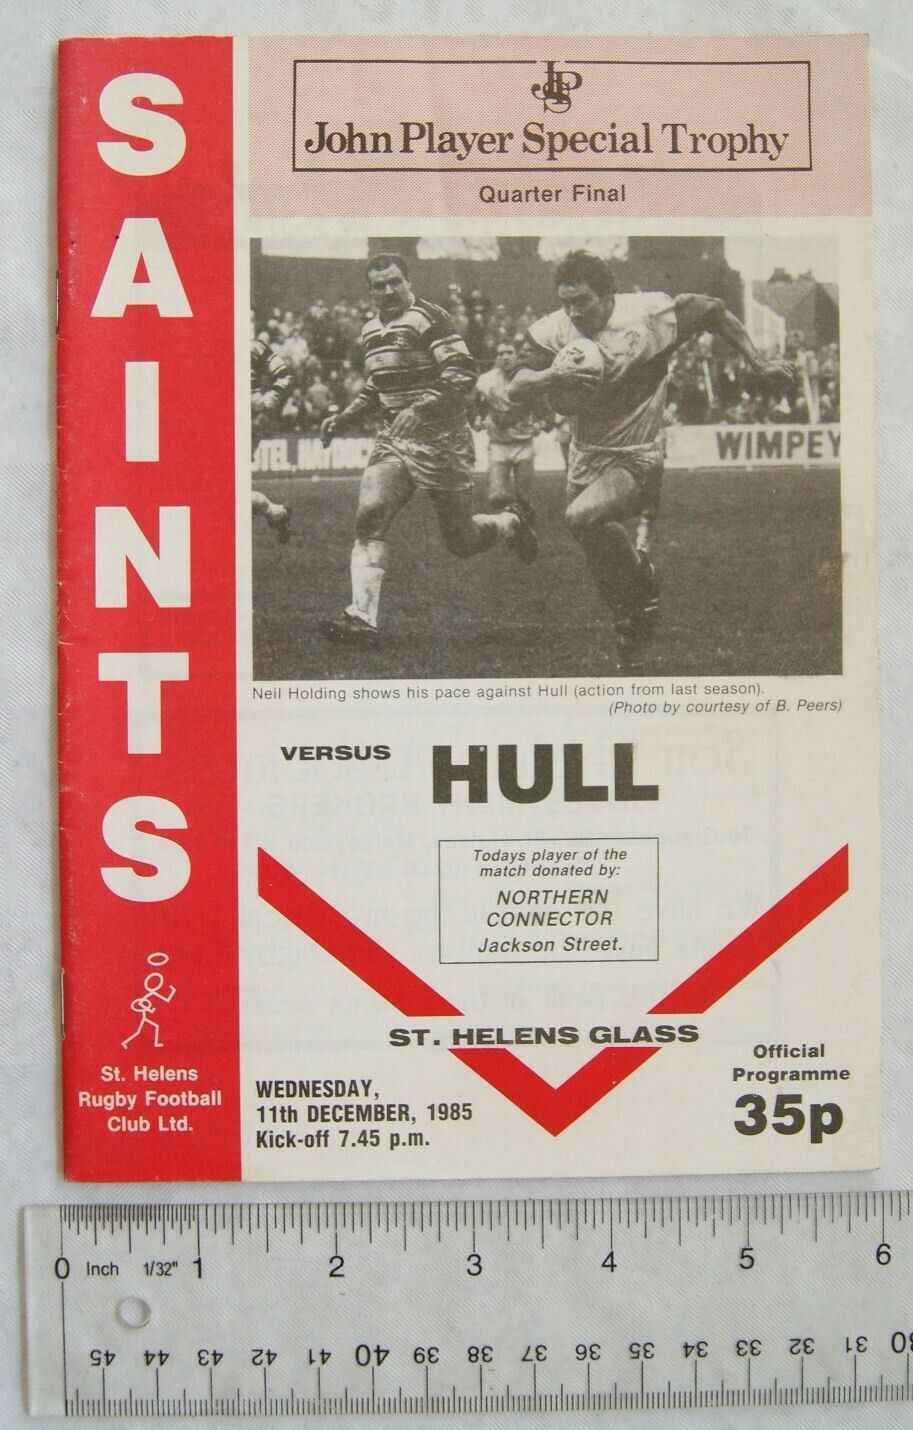 SAINTS
JPS
John Player Special Trophy
Quarter Final
OTEL, HAYDOCK
WIMPEY
Neil Holding shows his pace against Hull (action from last season).
(Photo by courtesy of B. Peers)
VERSUS HULL
Todays player of the
match donated by:
NORTHERN
CONNECTOR
Jackson Street.
ST. HELENS GLASS
St. Helens
Rugby Football
Club Ltd.
WEDNESDAY,
11th DECEMBER, 1985
Kick-off 7.45 p.m.
Official
Programme
35p
0 Inch 1/32" 1 2 3 4 5 6
45 44 43 42 41 40 39 38 37 36 35 34 33 32 31 30